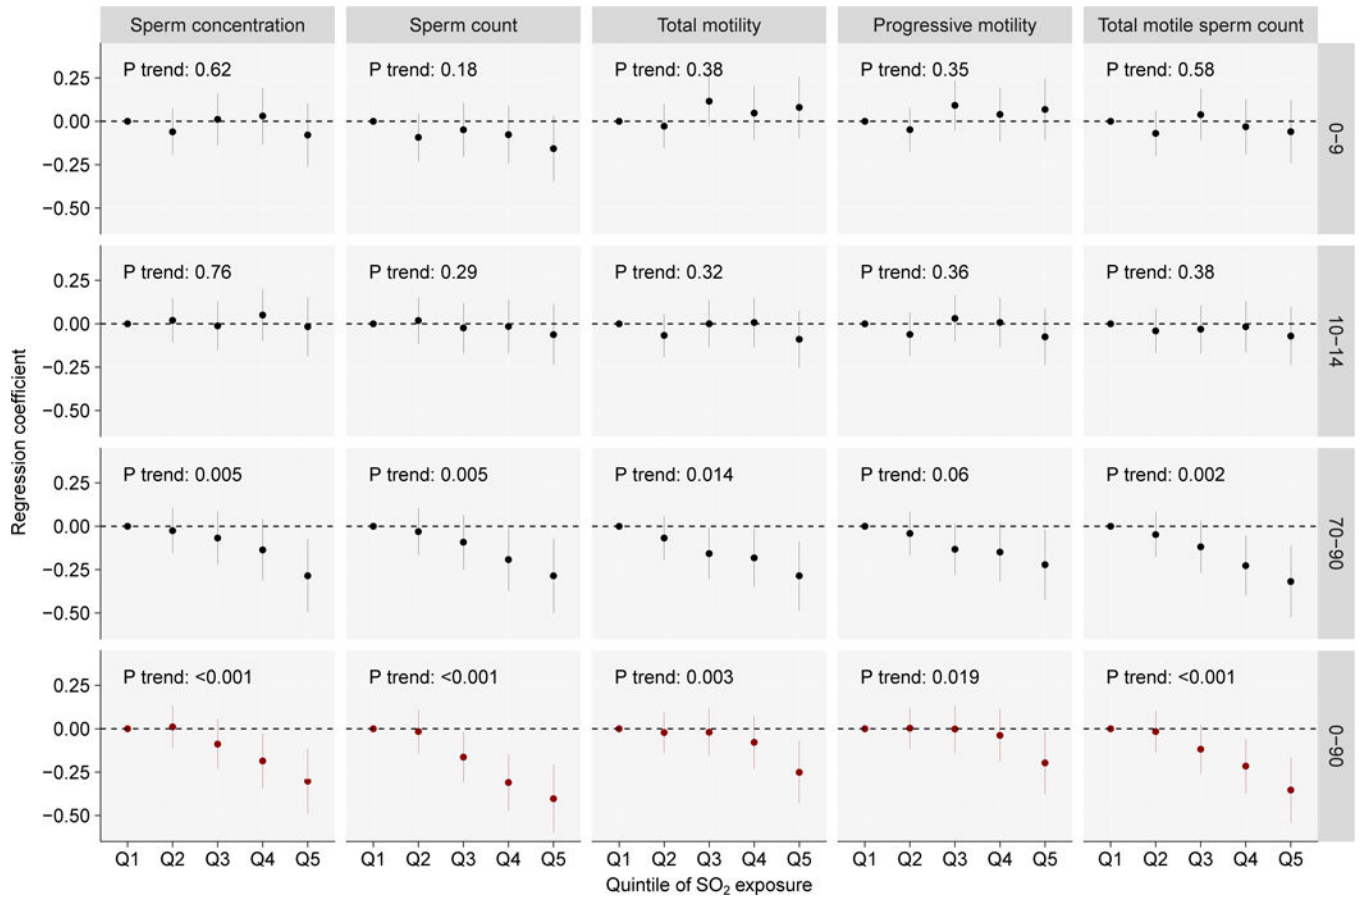 Sperm concentration
Sperm count
Total motility
Progressive motility
Total motile sperm count
P trend: 0.62
P trend: 0.18
P trend: 0.38
P trend: 0.35
P trend: 0.58
0.25
0.00
−0.25
−0.50
0−9
P trend: 0.76
P trend: 0.29
P trend: 0.32
P trend: 0.36
P trend: 0.38
0.25
0.00
−0.25
−0.50
10−14
Regression coefficient
P trend: 0.005
P trend: 0.005
P trend: 0.014
P trend: 0.06
P trend: 0.002
0.25
0.00
−0.25
−0.50
70−90
P trend: <0.001
P trend: <0.001
P trend: 0.003
P trend: 0.019
P trend: <0.001
0.25
0.00
−0.25
−0.50
0−90
Q1 Q2 Q3 Q4 Q5
Q1 Q2 Q3 Q4 Q5
Q1 Q2 Q3 Q4 Q5
Q1 Q2 Q3 Q4 Q5
Q1 Q2 Q3 Q4 Q5
Quintile of SO₂ exposure